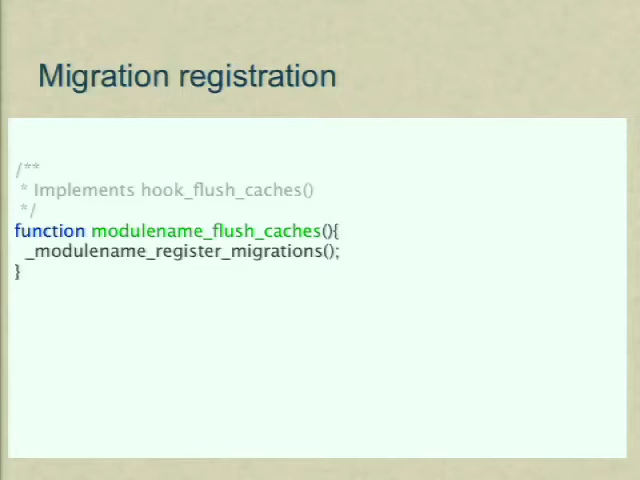 Migration registration
/**
 * Implements hook_flush_caches()
 */
function modulename_flush_caches(){
  _modulename_register_migrations();
}